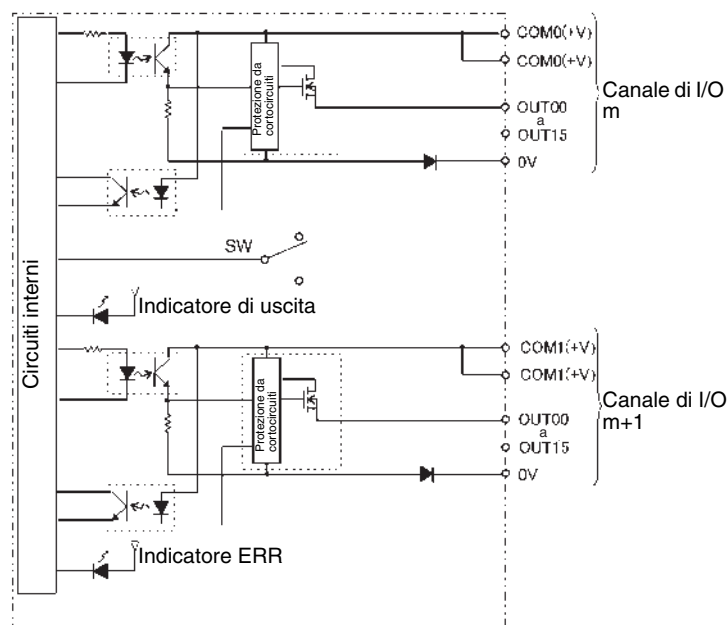 COM0(+V)
COM0(+V)
OUT00
a
OUT15
0V
Canale di I/O
m
Protezione da
cortocircuiti
SW
Indicatore di uscita
Circuiti interni
COM1(+V)
COM1(+V)
OUT00
a
OUT15
0V
Canale di I/O
m+1
Protezione da
cortocircuiti
Indicatore ERR